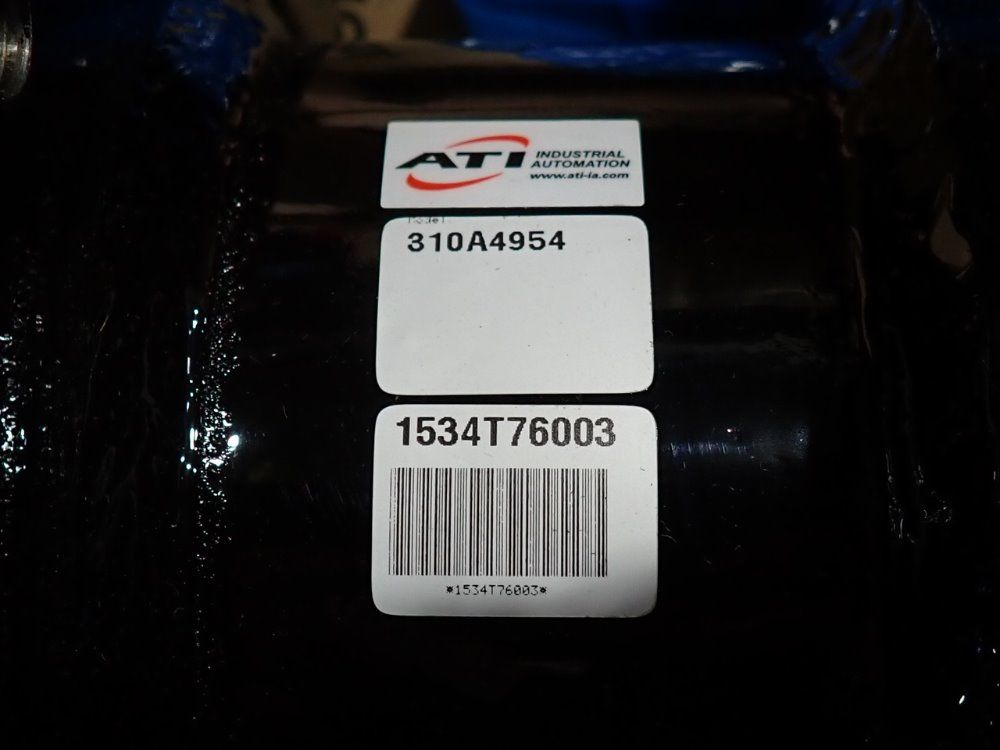 ATI INDUSTRIAL
AUTOMATION
www.ati-ia.com
Model
310A4954
1534T76003
*1534T76003*